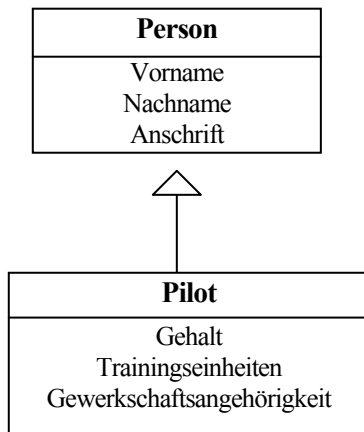 Person
Vorname
Nachname
Anschrift
Pilot
Gehalt
Trainingseinheiten
Gewerkschaftsangehörigkeit